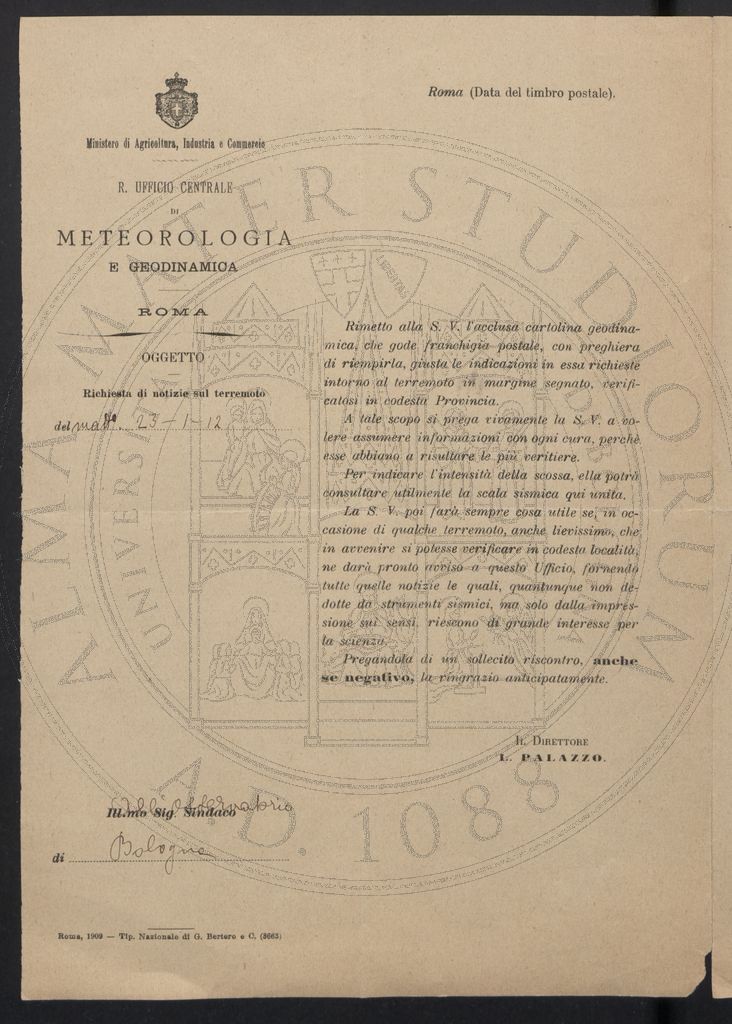 Roma (Data del timbro postale).
Ministero di Agricoltura, Industria e Commercio
R. UFFICIO CENTRALE
DI
METEOROLOGIA
E GEODINAMICA
ROMA
OGGETTO
Richiesta di notizie sul terremoto
del 23-1-12
Rimetto alla S. V. l'acclusa cartolina geodina-
mica, che gode franchigia postale, con preghiera
di riempirla, giusta le indicazioni in essa richieste
intorno al terremoto in margine segnato, verifi-
catosi in codesta Provincia.
A tale scopo si prega vivamente la S. V. a vo-
lere assumere informazioni con ogni cura, perchè
esse abbiano a risultare le più veritiere.
Per indicare l'intensità della scossa, ella potrà
consultare utilmente la scala sismica qui unita.
La S. V. poi farà sempre cosa utile se, in oc-
casione di qualche terremoto, anche lievissimo, che
in avvenire si potesse verificare in codesta località,
ne darà pronto avviso a questo Ufficio, fornendo
tutte quelle notizie le quali, quantunque non de-
dotte da strumenti sismici, ma solo dalla impres-
sione sui sensi, riescono di grande interesse per
la scienza.
Pregandola di un sollecito riscontro, anche
se negativo, la ringrazio anticipatamente.
IL DIRETTORE
L. PALAZZO.
Osservatorio
Ill.mo Sig. Sindaco
di Bologna
Roma, 1909 — Tip. Nazionale di G. Bertero e C. (3663)
ALMA MATER STUDIORUM
A.D. 1088
LIBERTAS